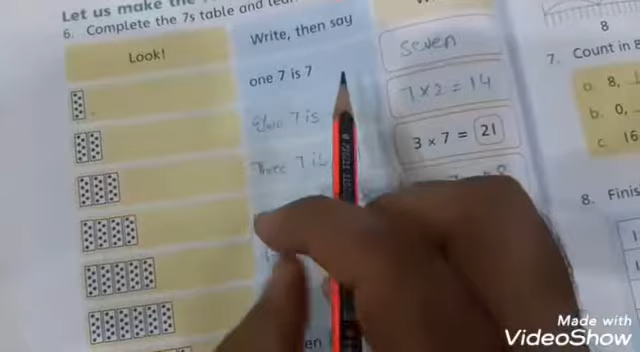 Let us make the
6. Complete the 7s table and
Look!
Write, then say
one 7 is 7
Two 7 is
Three 7 is
seven
7 × 2 = 14
3 × 7 = 21
8
7. Count in 8
a. 8,
b. 0,
c. 16
8. Finis
en
Made with
VideoShow